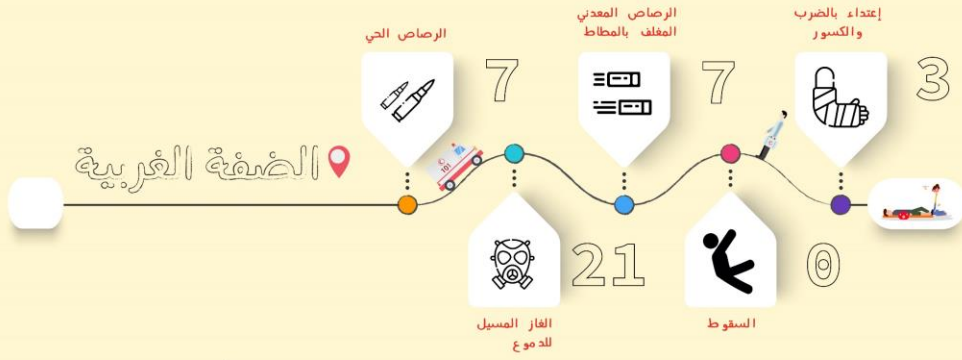 الضفة الغربية
الرصاص الحي
7
الغاز المسيل
للدموع
21
الرصاص المعدني
المغلف بالمطاط
7
السقوط
0
إعتداء بالضرب
والكسور
3
101